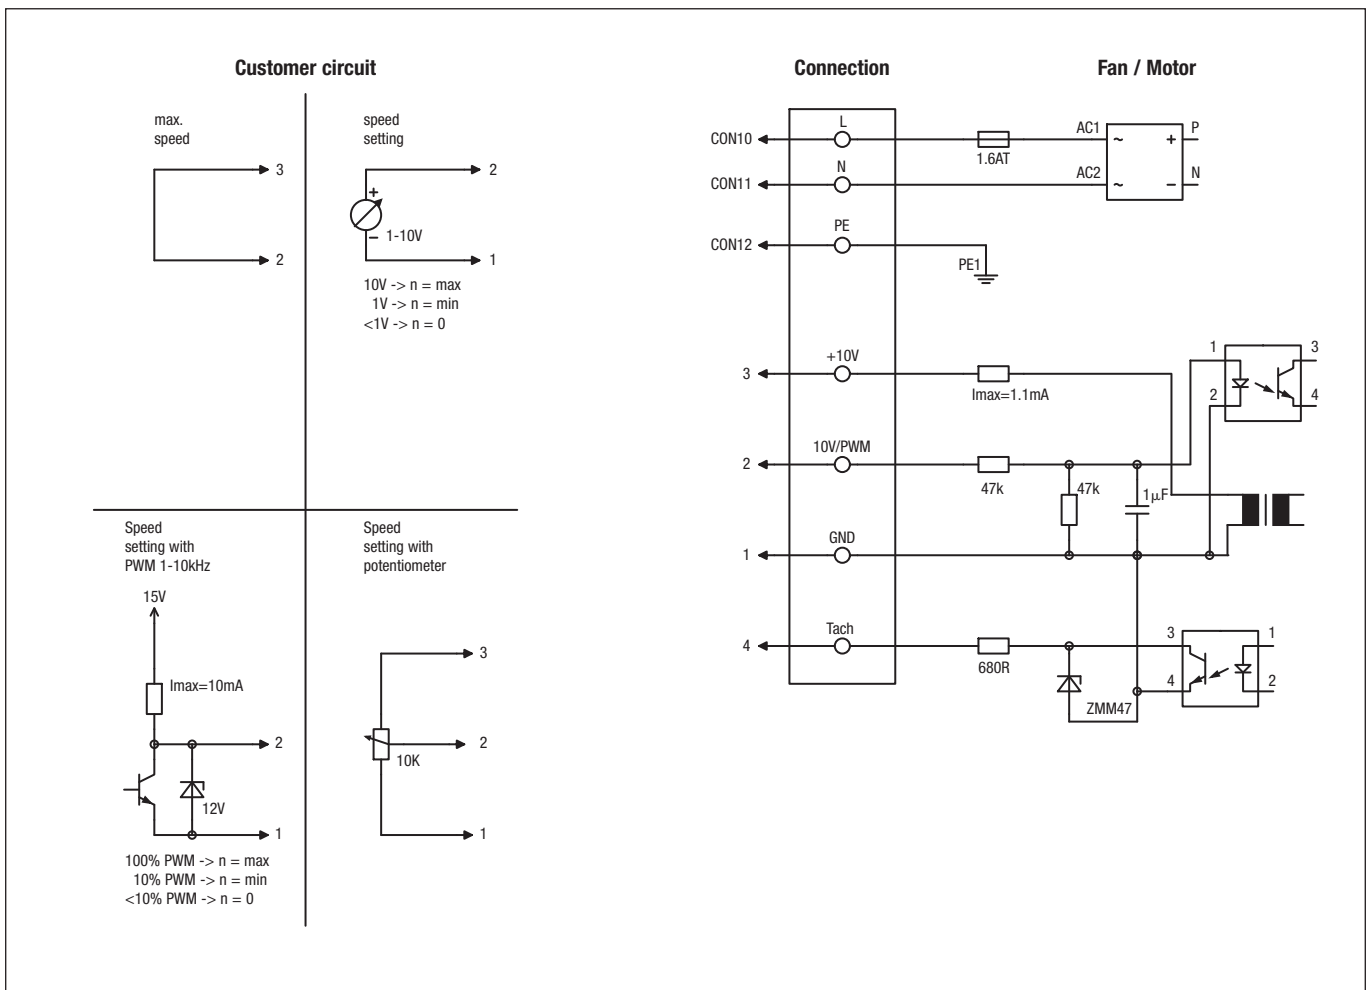 Customer circuit
Connection
Fan / Motor
max.
speed
3
2
speed
setting
2
+
–
1-10V
1
10V -> n = max
1V -> n = min
<1V -> n = 0
Speed
setting with
PWM 1-10kHz
15V
Imax=10mA
2
12V
1
100% PWM -> n = max
10% PWM -> n = min
<10% PWM -> n = 0
Speed
setting with
potentiometer
3
2
10K
1
CON10
L
1.6AT
AC1
~
+
P
CON11
N
AC2
~
–
N
CON12
PE
PE1
3
+10V
Imax=1.1mA
1
2
3
4
2
10V/PWM
47k
47k
1µF
1
GND
4
Tach
680R
ZMM47
3
4
1
2